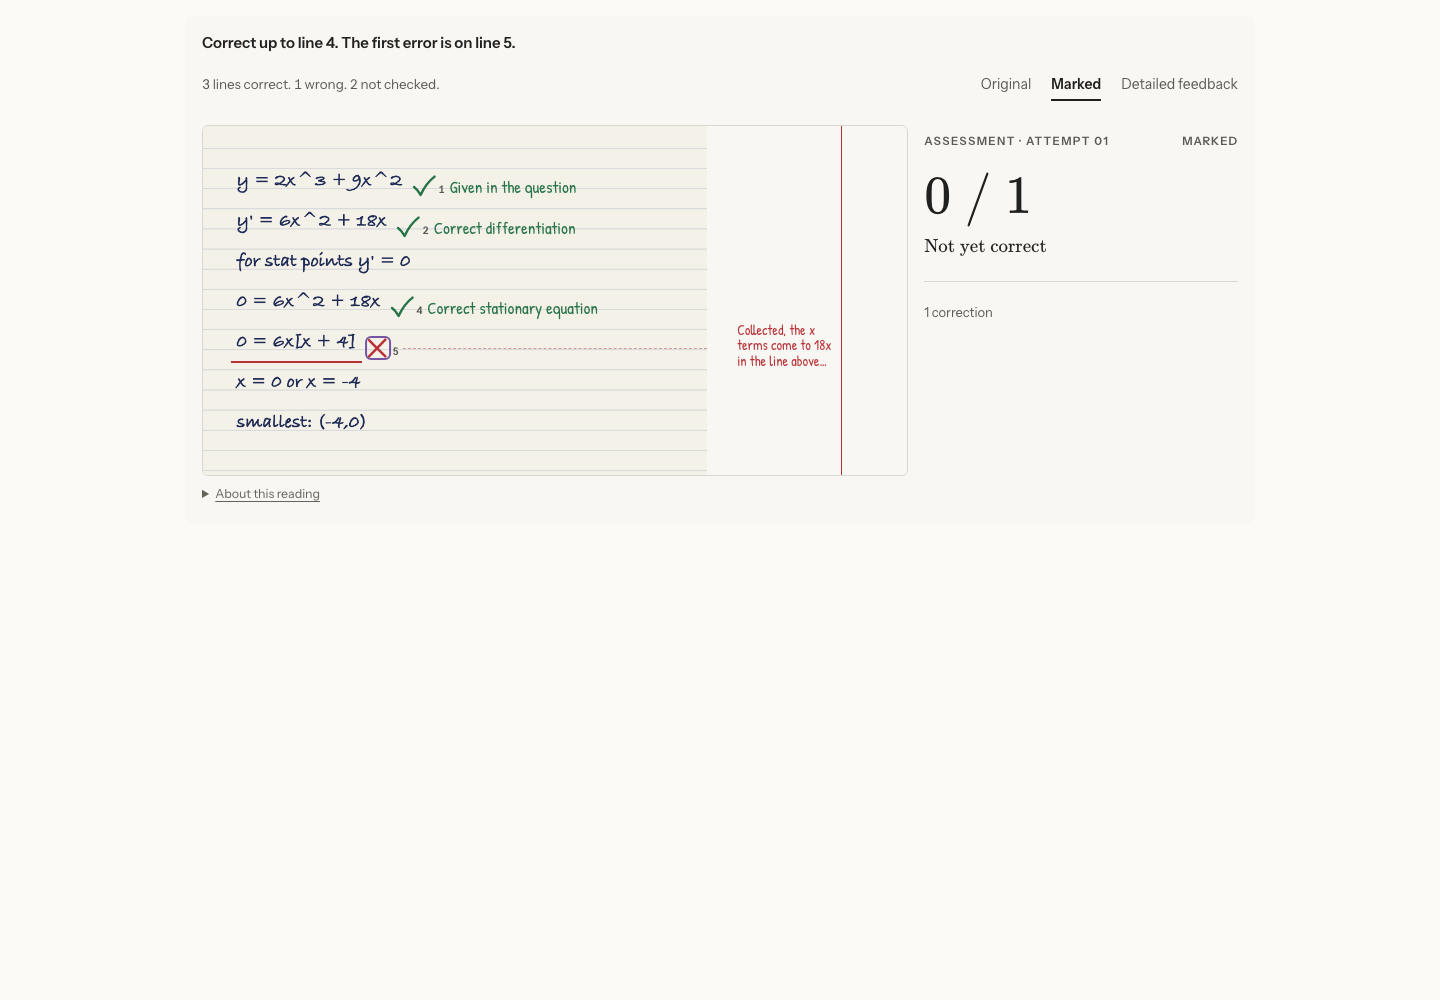 Correct up to line 4. The first error is on line 5.
3 lines correct. 1 wrong. 2 not checked.
Original Marked Detailed feedback
y = 2x^3 + 9x^2 1 Given in the question
y' = 6x^2 + 18x 2 Correct differentiation
for stat points y' = 0
0 = 6x^2 + 18x 4 Correct stationary equation
0 = 6x[x + 4] 5
x = 0 or x = -4
smallest: (-4,0)
Collected, the x
terms come to 18x
in the line above...
ASSESSMENT · ATTEMPT 01 MARKED
0 / 1
Not yet correct
1 correction
About this reading